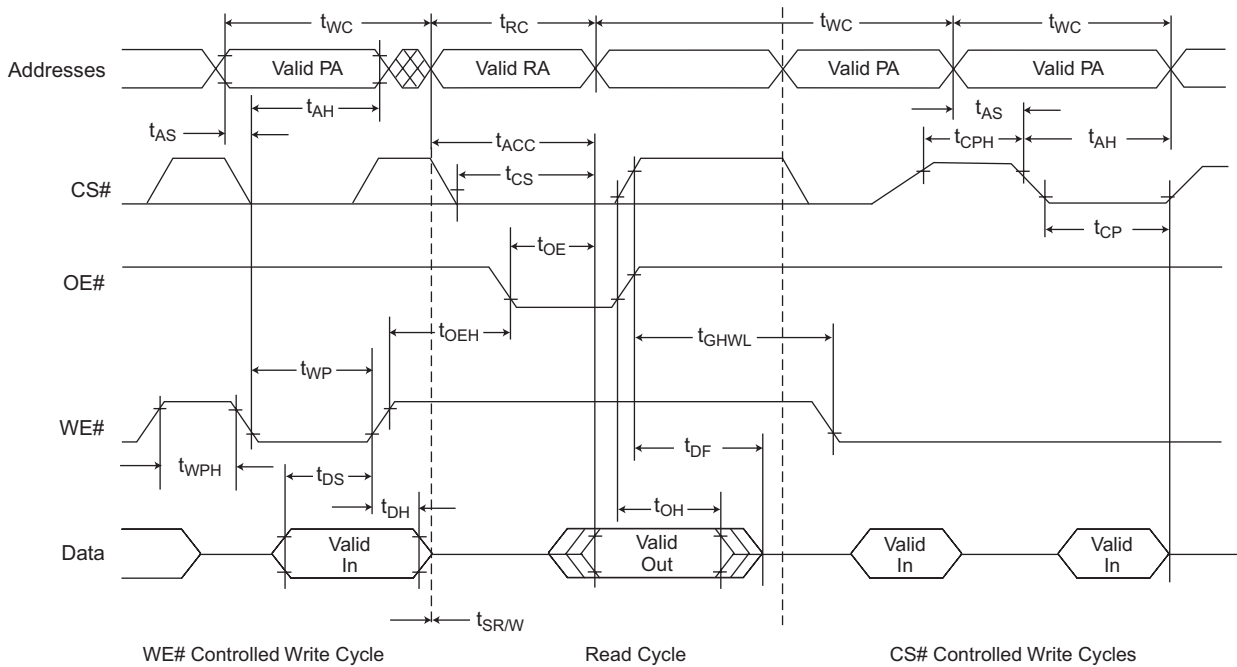 tWC tRC tWC tWC
Addresses Valid PA Valid RA Valid PA Valid PA
tAS tAH tAS
tACC tCPH tAH
CS# tCS
tOE tCP
OE#
tOEH tGHWL
tWP
WE#
tWPH tDS tDF
tDH tOH
Data Valid In Valid Out Valid In Valid In
tSR/W
WE# Controlled Write Cycle Read Cycle CS# Controlled Write Cycles